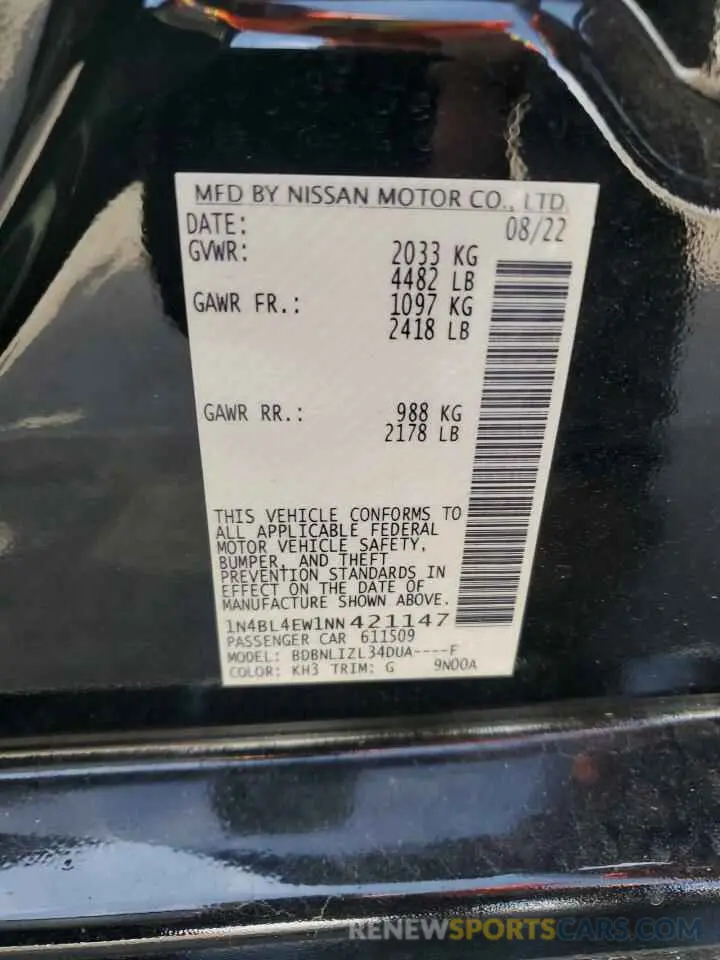 MFD BY NISSAN MOTOR CO., LTD.
DATE: 08/22
GVWR: 2033 KG
4482 LB
GAWR FR.: 1097 KG
2418 LB
GAWR RR.: 988 KG
2178 LB
THIS VEHICLE CONFORMS TO
ALL APPLICABLE FEDERAL
MOTOR VEHICLE SAFETY,
BUMPER, AND THEFT
PREVENTION STANDARDS IN
EFFECT ON THE DATE OF
MANUFACTURE SHOWN ABOVE.
1N4BL4EW1NN421147
PASSENGER CAR 611509
MODEL: BDBNLIZL34DUA----F
COLOR: KH3 TRIM: G 9N00A
RENEWSPORTSCARS.COM